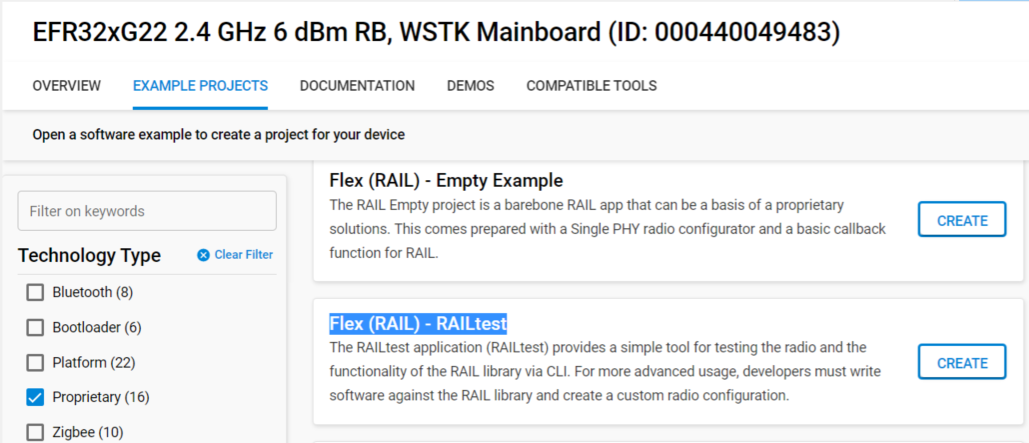 EFR32xG22 2.4 GHz 6 dBm RB, WSTK Mainboard (ID: 000440049483)
OVERVIEW EXAMPLE PROJECTS DOCUMENTATION DEMOS COMPATIBLE TOOLS
Open a software example to create a project for your device
Filter on keywords
Technology Type Clear Filter
Bluetooth (8)
Bootloader (6)
Platform (22)
Proprietary (16)
Zigbee (10)
Flex (RAIL) - Empty Example
The RAIL Empty project is a barebone RAIL app that can be a basis of a proprietary
solutions. This comes prepared with a Single PHY radio configurator and a basic callback
function for RAIL.
CREATE
Flex (RAIL) - RAILtest
The RAILtest application (RAILtest) provides a simple tool for testing the radio and the
functionality of the RAIL library via CLI. For more advanced usage, developers must write
software against the RAIL library and create a custom radio configuration.
CREATE